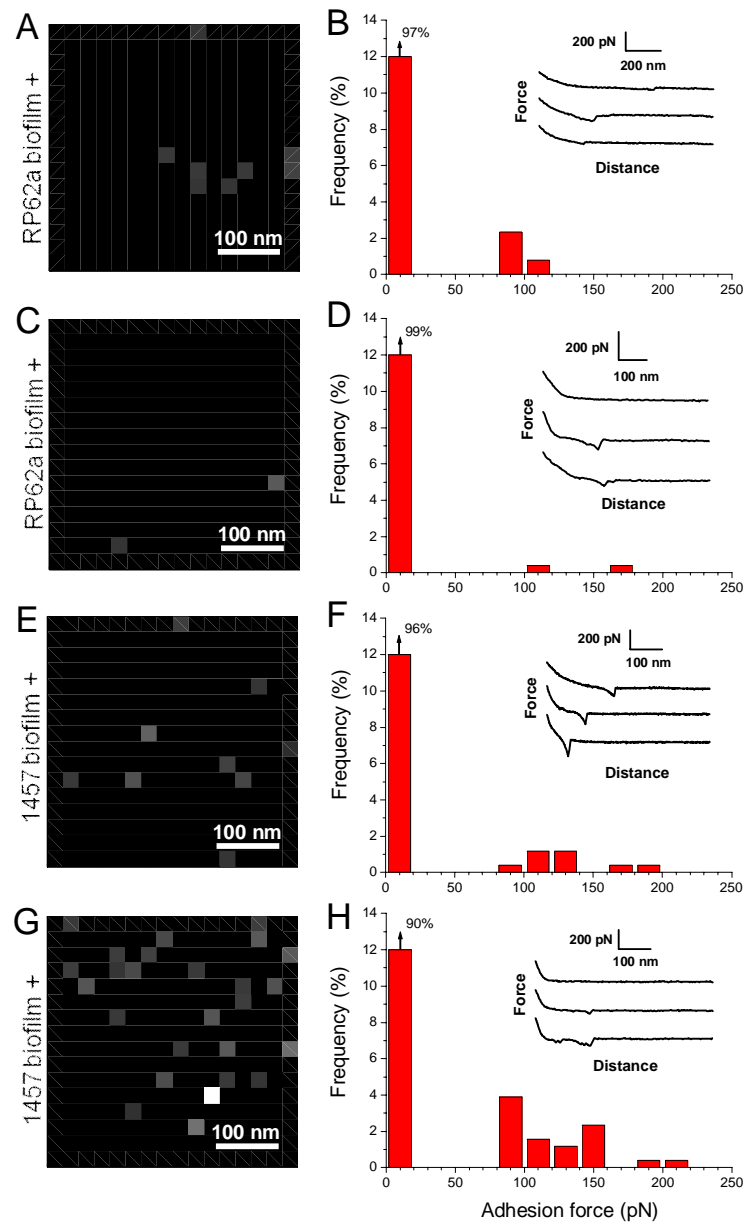 A
RP62a biofilm +
100 nm
B
Frequency (%)
14
12
10
8
6
4
2
0
97%
200 pN
200 nm
Force
Distance
0 50 100 150 200 250
C
RP62a biofilm +
100 nm
D
Frequency (%)
14
12
10
8
6
4
2
0
99%
200 pN
100 nm
Force
Distance
0 50 100 150 200 250
E
1457 biofilm +
100 nm
F
Frequency (%)
14
12
10
8
6
4
2
0
96%
200 pN
100 nm
Force
Distance
0 50 100 150 200 250
G
1457 biofilm +
100 nm
H
Frequency (%)
14
12
10
8
6
4
2
0
90%
200 pN
100 nm
Force
Distance
0 50 100 150 200 250
Adhesion force (pN)